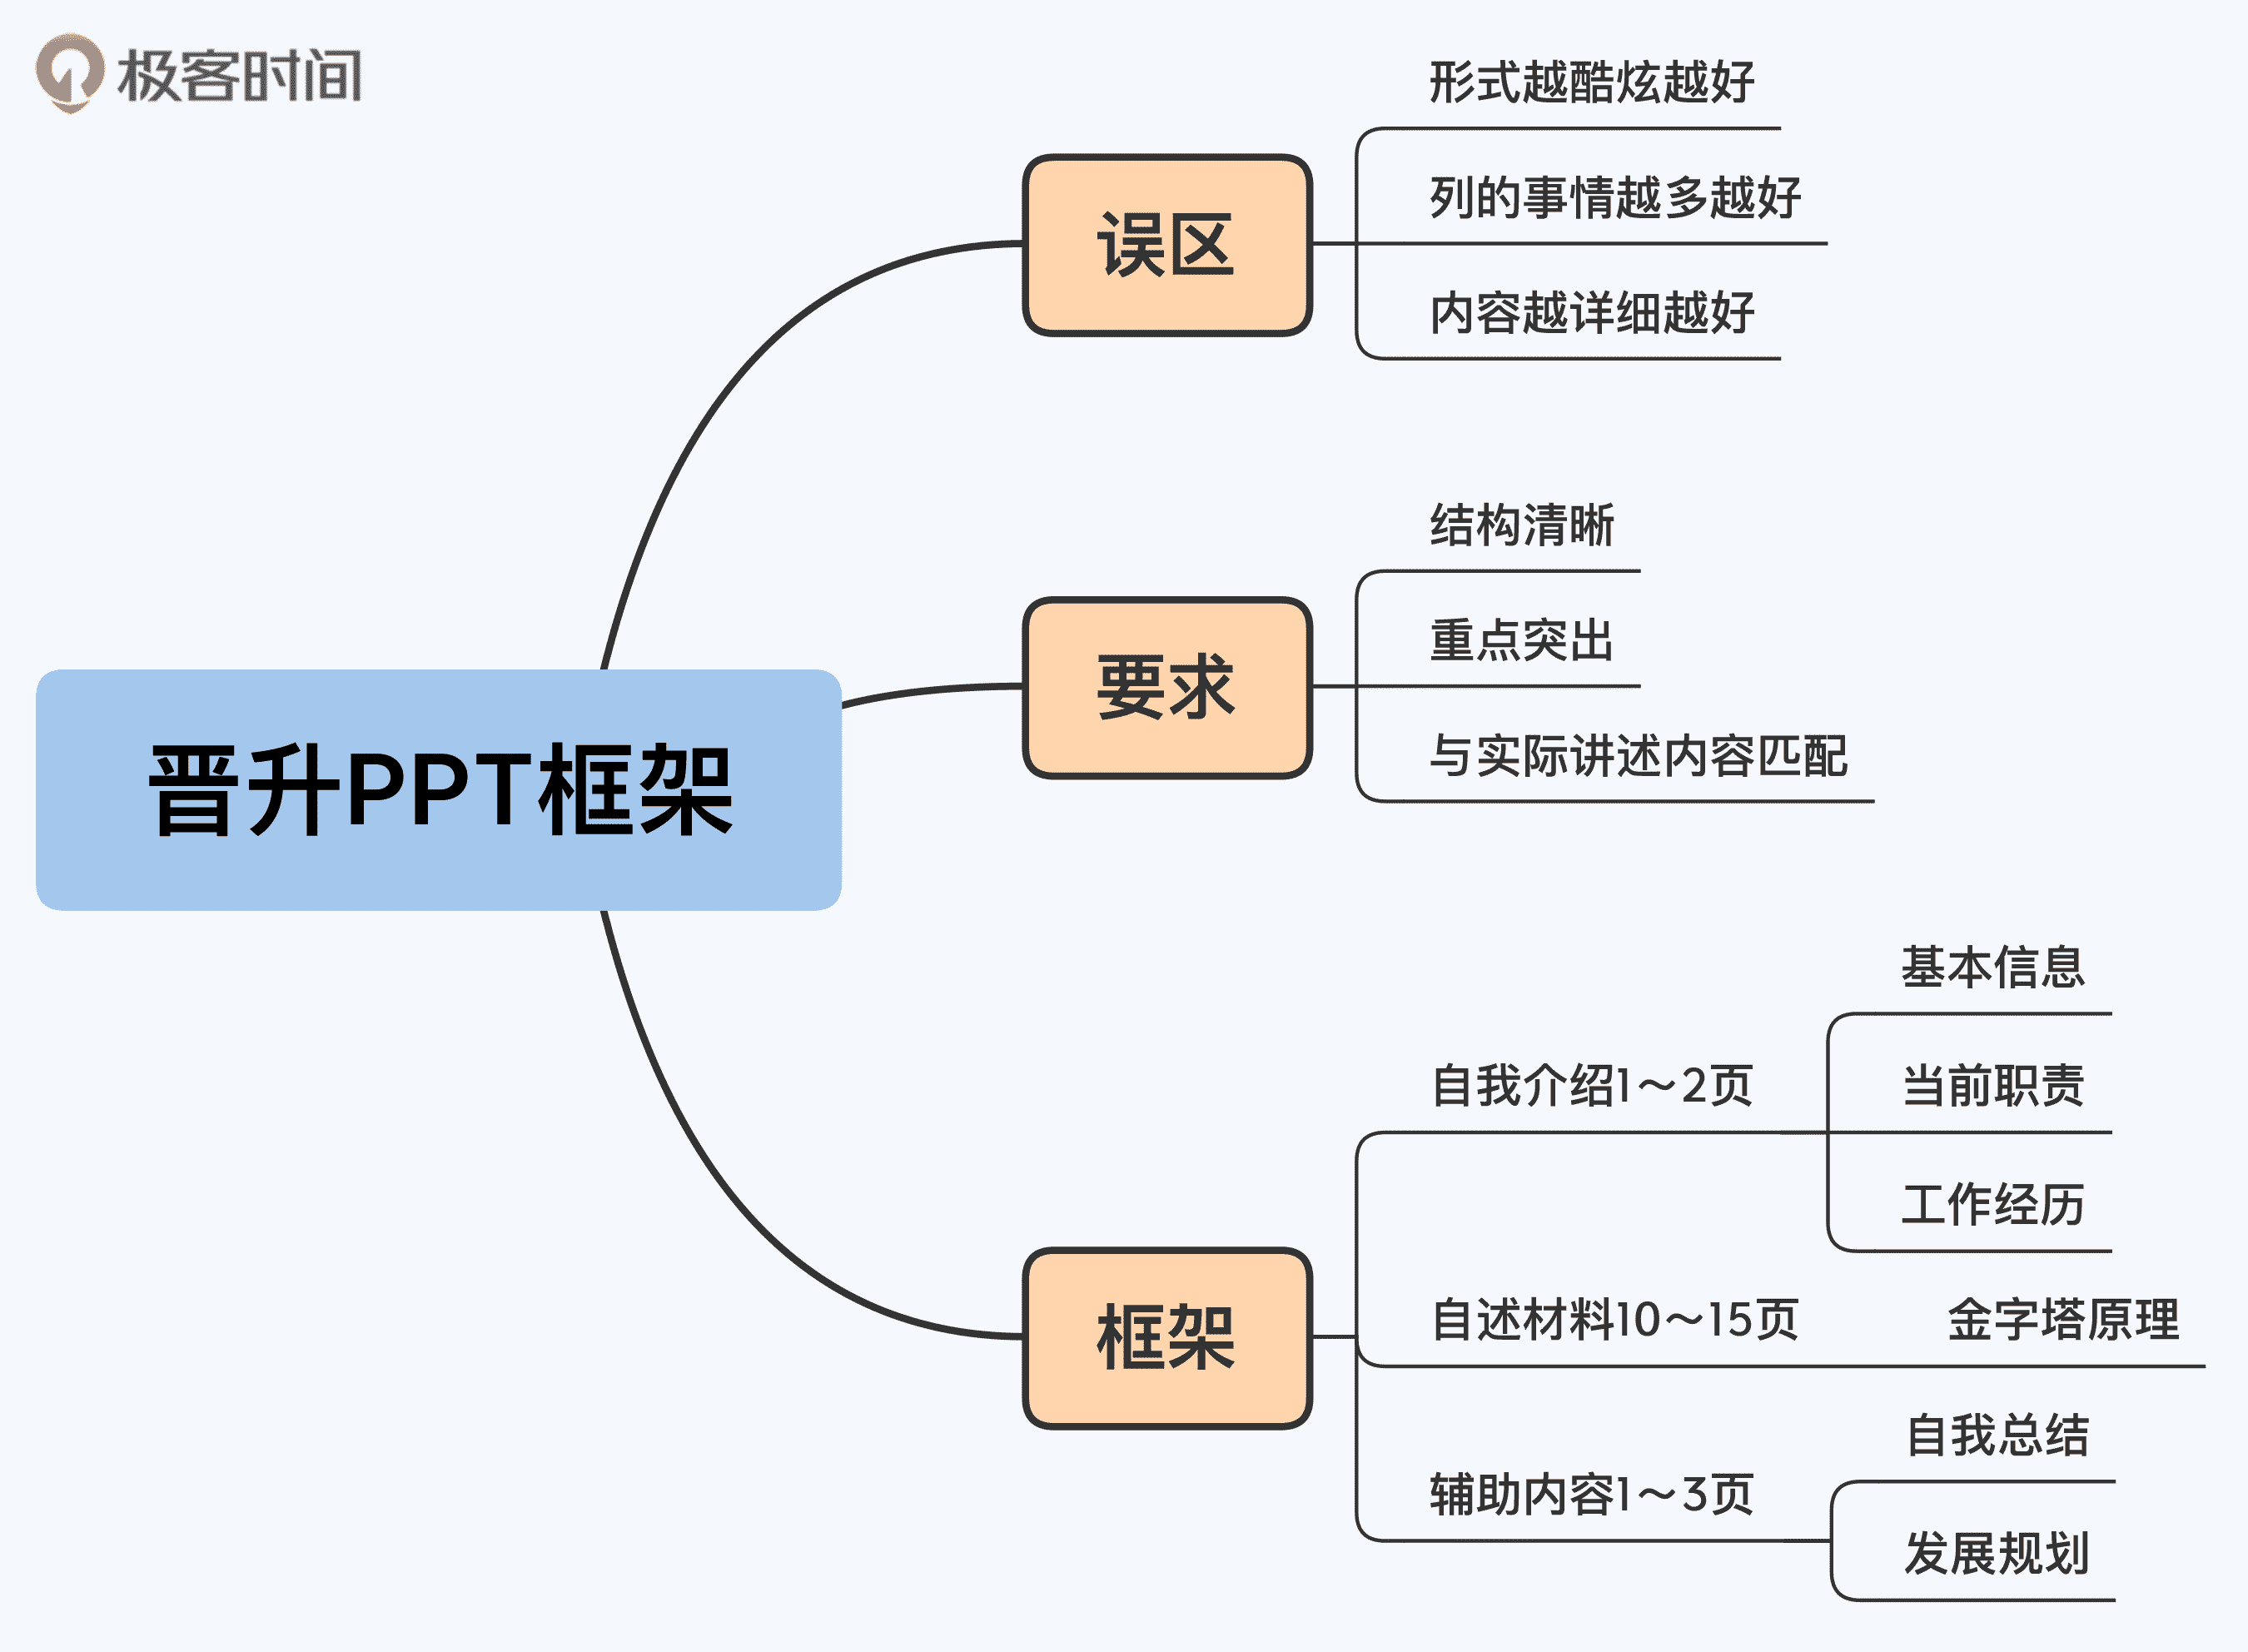 极客时间
晋升PPT框架
误区
形式越酷炫越好
列的事情越多越好
内容越详细越好
要求
结构清晰
重点突出
与实际讲述内容匹配
框架
自我介绍1～2页
基本信息
当前职责
工作经历
自述材料10～15页
金字塔原理
辅助内容1～3页
自我总结
发展规划